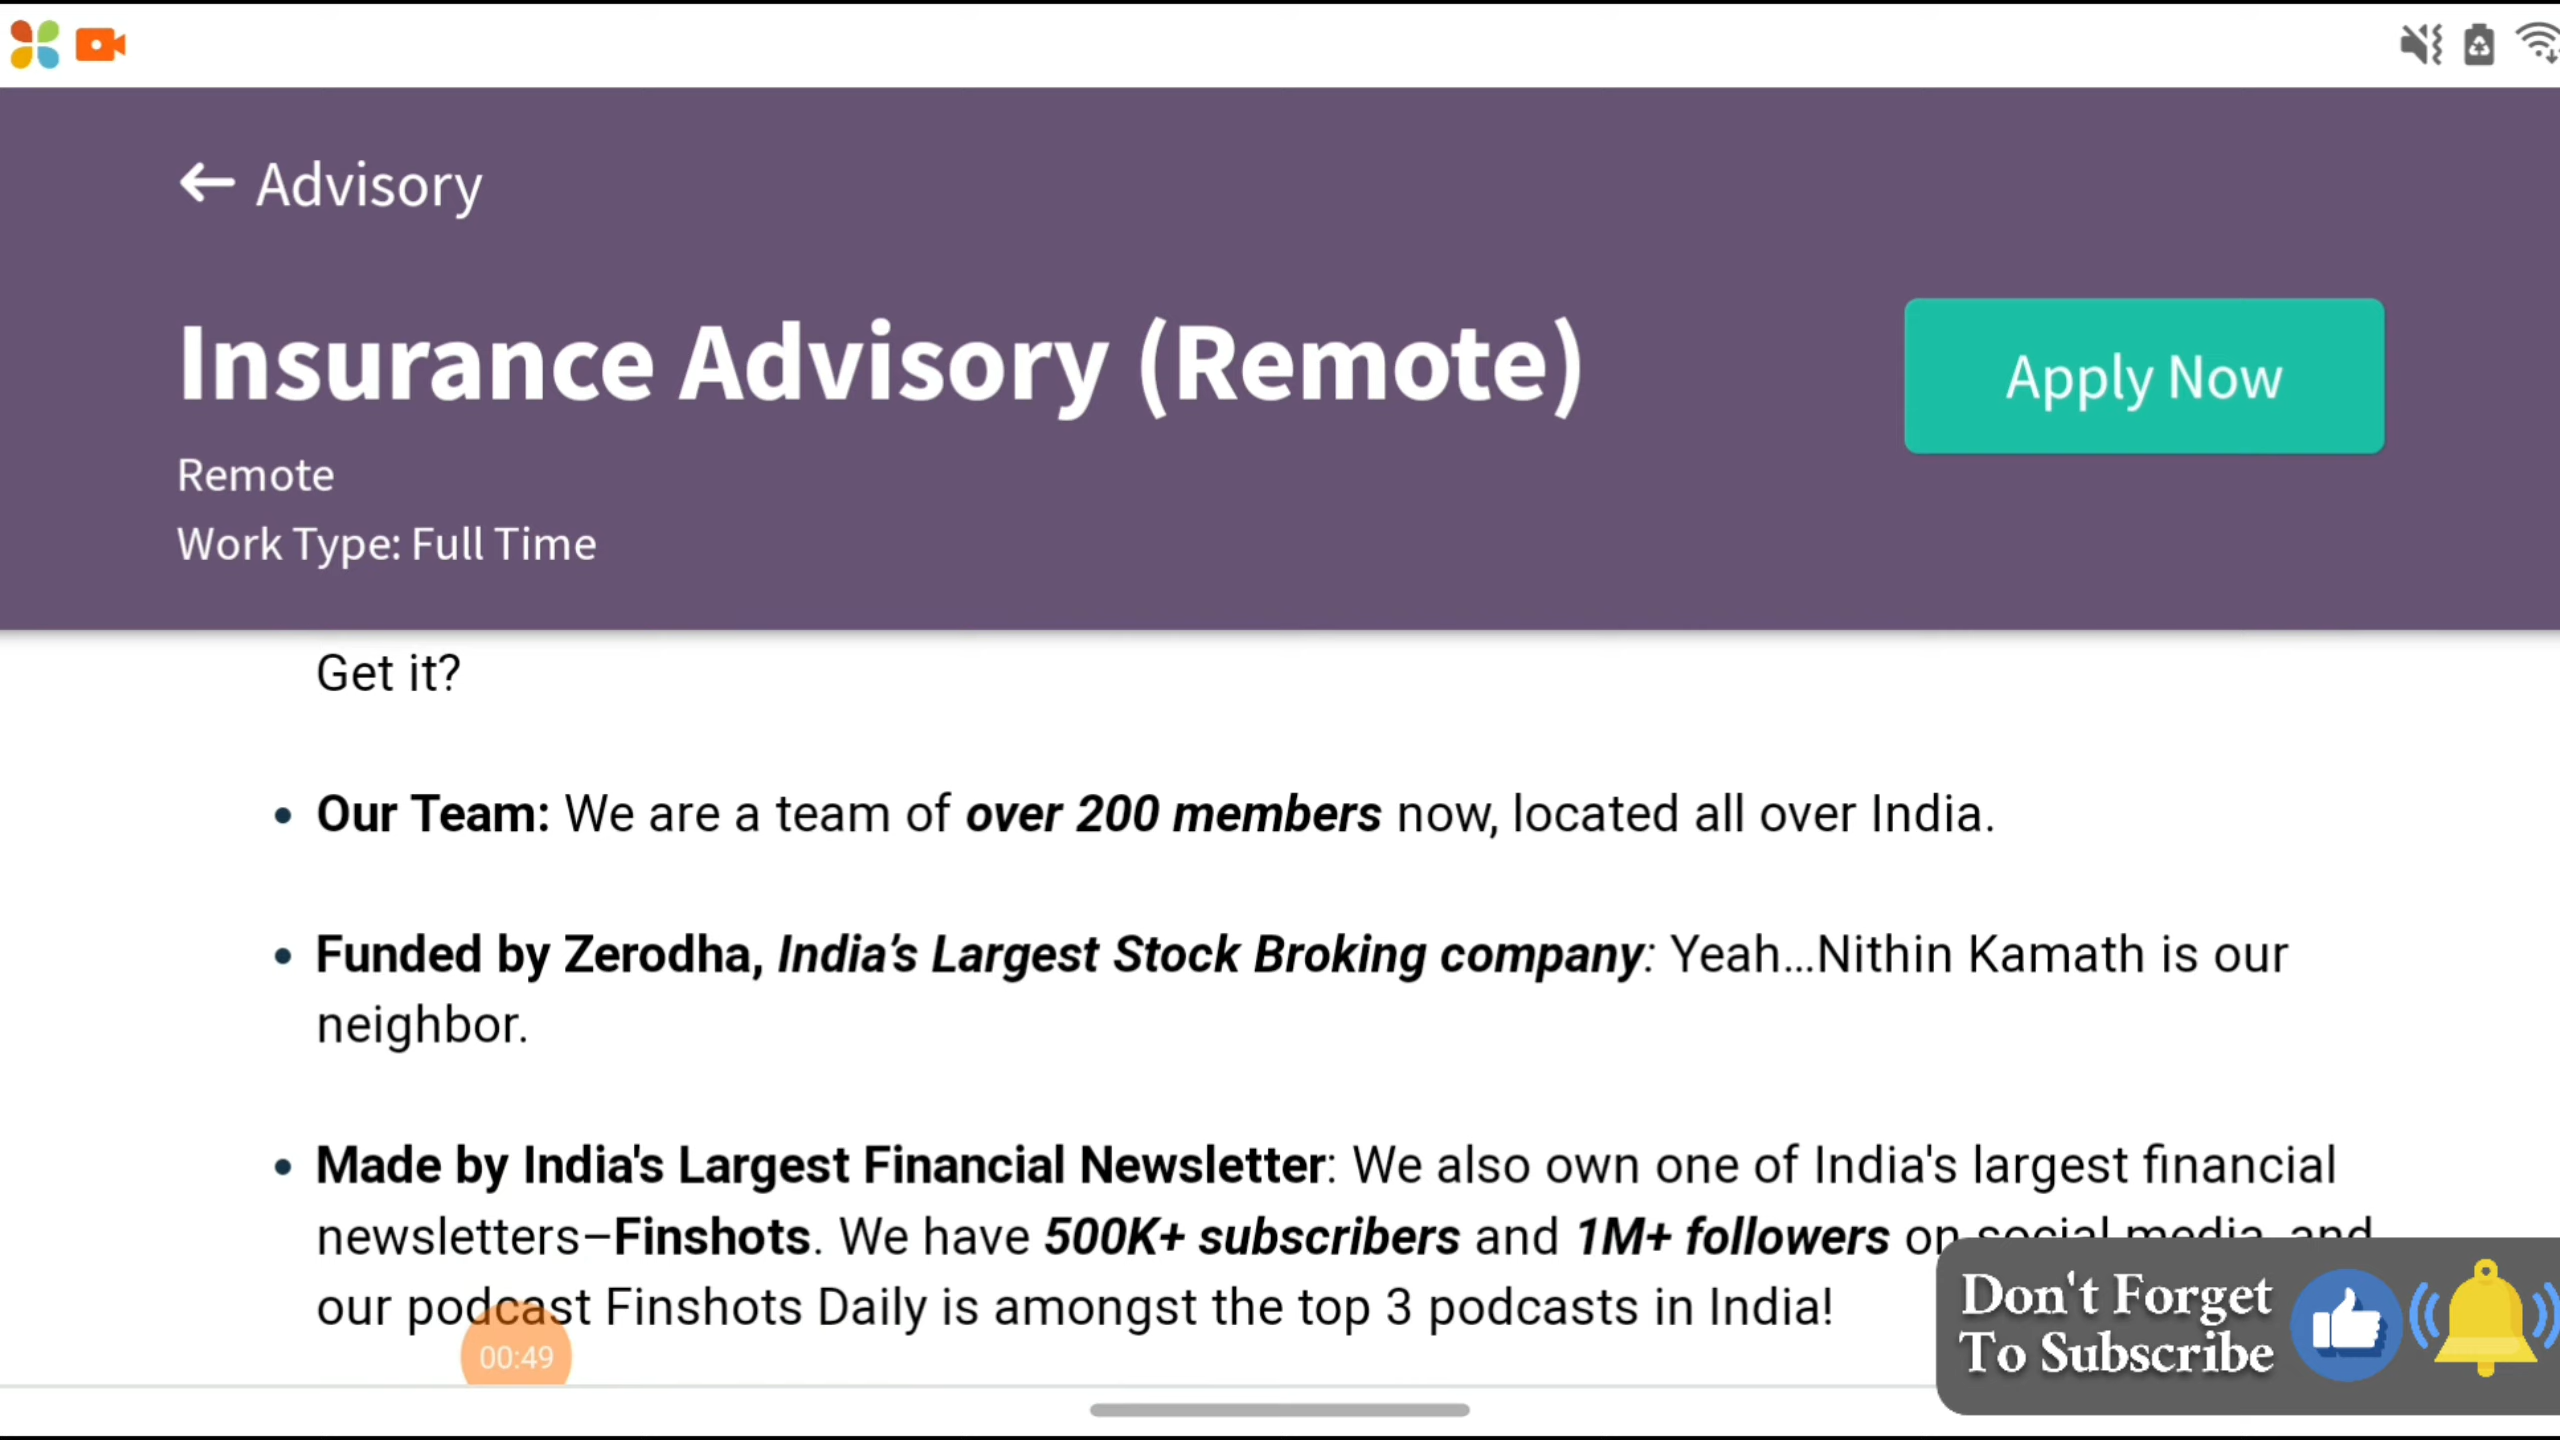 ← Advisory
Insurance Advisory (Remote)
Apply Now
Remote
Work Type: Full Time
Get it?
• Our Team: We are a team of over 200 members now, located all over India.
• Funded by Zerodha, India’s Largest Stock Broking company: Yeah...Nithin Kamath is our
neighbor.
• Made by India's Largest Financial Newsletter: We also own one of India's largest financial
newsletters–Finshots. We have 500K+ subscribers and 1M+ followers on social media, and
our podcast Finshots Daily is amongst the top 3 podcasts in India!
00:49
Don't Forget
To Subscribe